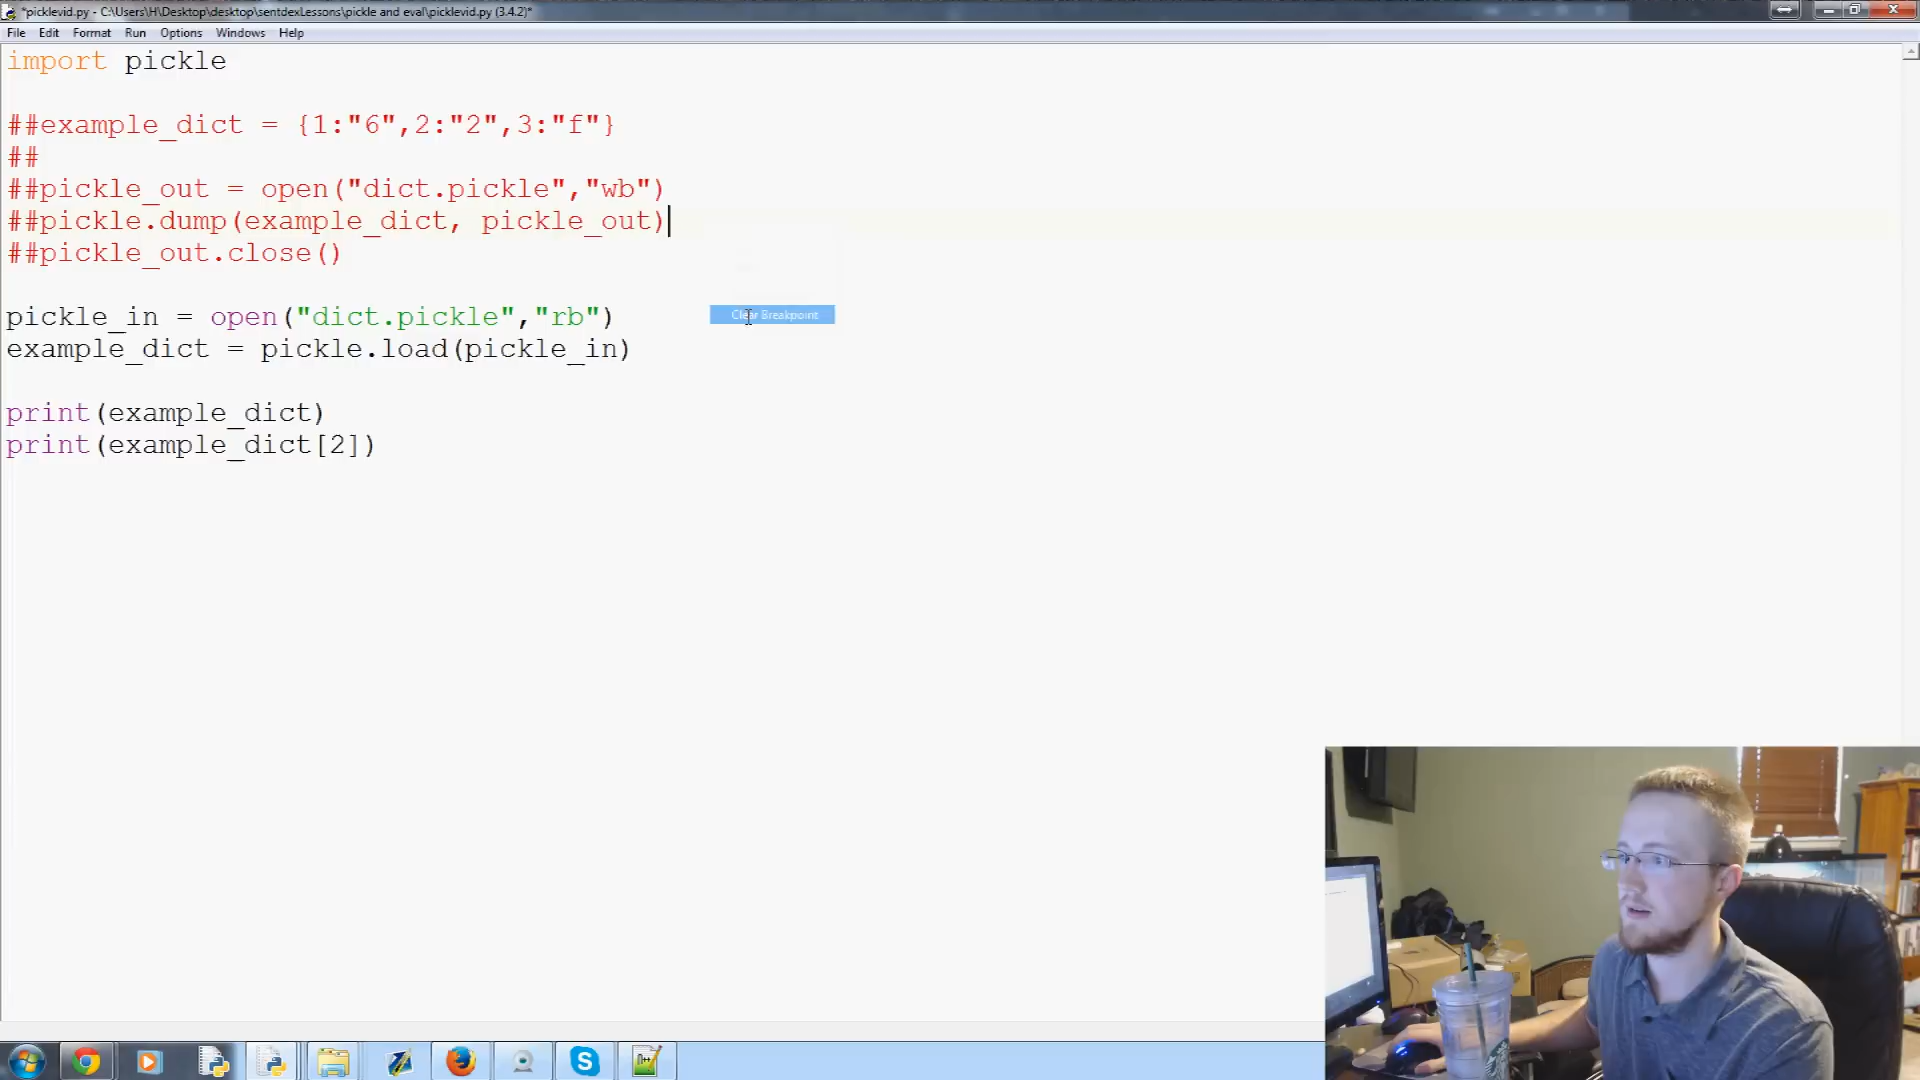 *picklevid.py - C:\Users\H\Desktop\desktop\sentdexLessons\pickle and eval\picklevid.py (3.4.2)*
File Edit Format Run Options Windows Help
import pickle
##example_dict = {1:"6",2:"2",3:"f"}
##
##pickle_out = open("dict.pickle","wb")
##pickle.dump(example_dict, pickle_out)
##pickle_out.close()
pickle_in = open("dict.pickle","rb")
Clear Breakpoint
example_dict = pickle.load(pickle_in)
print(example_dict)
print(example_dict[2])